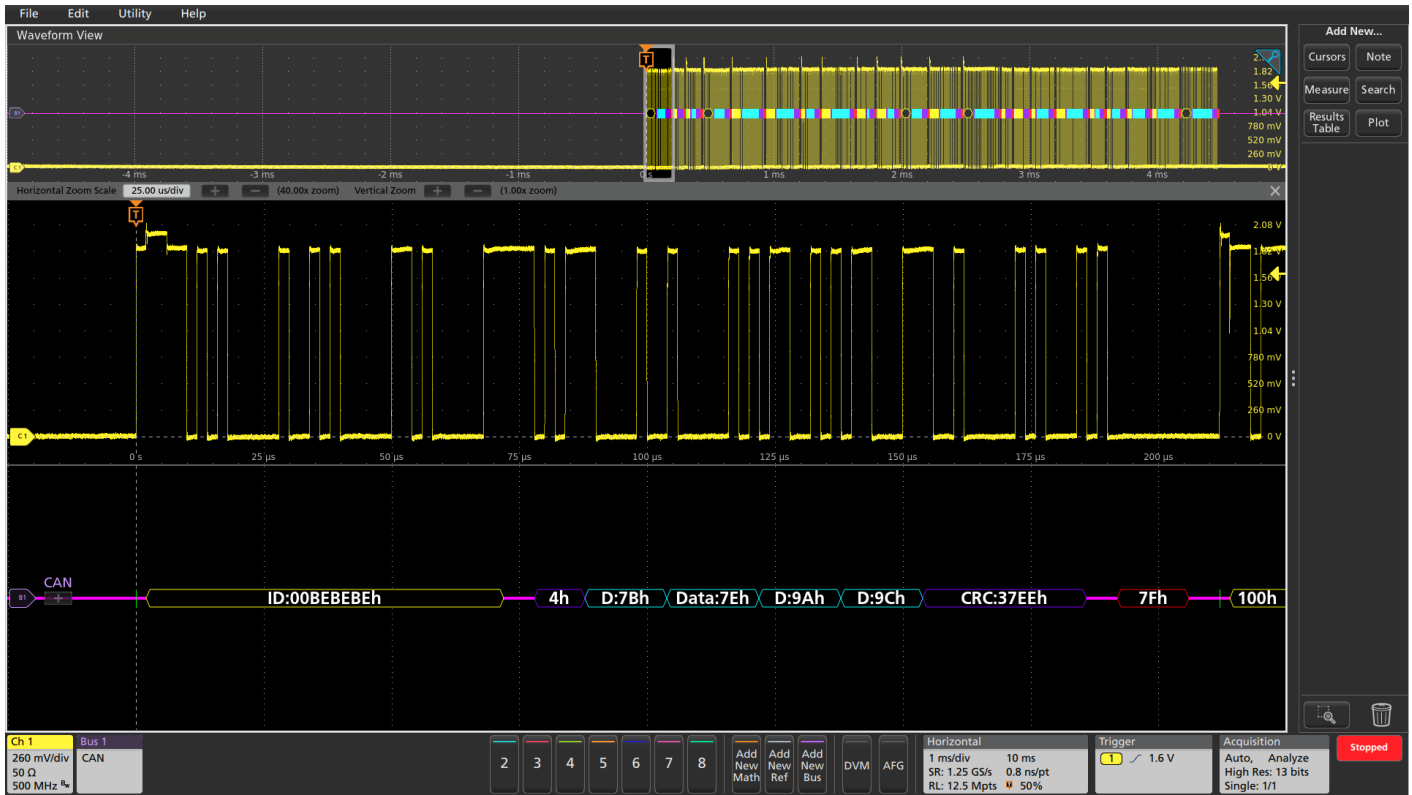 File Edit Utility Help
Waveform View
Add New...
Cursors Note
Measure Search
Results Table Plot
T
1.82
1.56
1.30 V
1.04 V
780 mV
520 mV
260 mV
0 V
B1
C1
-4 ms -3 ms -2 ms -1 ms 0 s 1 ms 2 ms 3 ms 4 ms
Horizontal Zoom Scale 25.00 us/div + — (40.00x zoom) Vertical Zoom + — (1.00x zoom) ×
T
2.08 V
1.82 V
1.56
1.30 V
1.04 V
780 mV
520 mV
260 mV
0 V
C1
0 s 25 µs 50 µs 75 µs 100 µs 125 µs 150 µs 175 µs 200 µs
CAN
B1 + ID:00BEBEBEh 4h D:7Bh Data:7Eh D:9Ah D:9Ch CRC:37EEh 7Fh 100h
Ch 1
260 mV/div
50 Ω
500 MHz Bw
Bus 1
CAN
2 3 4 5 6 7 8
Add New Math
Add New Ref
Add New Bus
DVM AFG
Horizontal
1 ms/div 10 ms
SR: 1.25 GS/s 0.8 ns/pt
RL: 12.5 Mpts 50%
Trigger
1 1.6 V
Acquisition
Auto, Analyze
High Res: 13 bits
Single: 1/1
Stopped